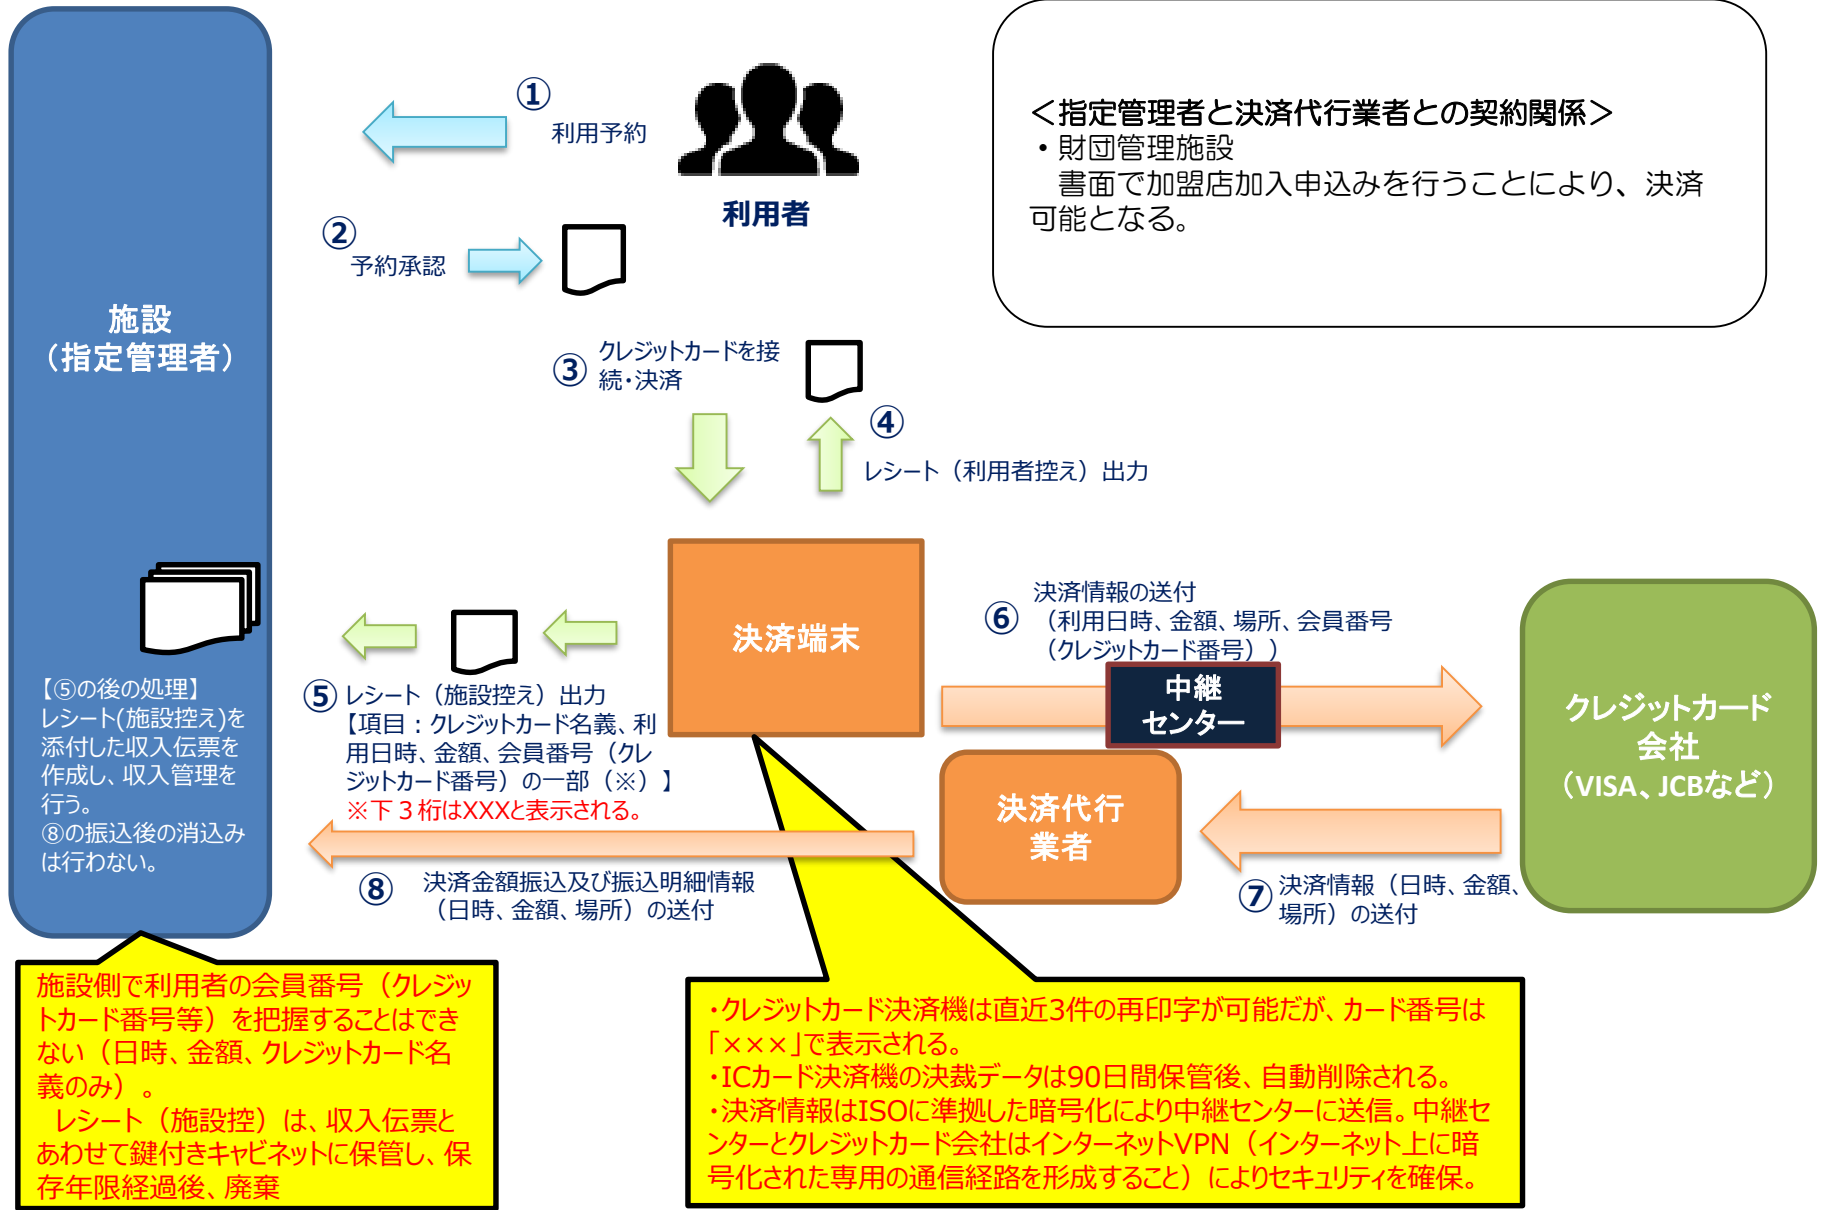 ①
利用予約
利用者
＜指定管理者と決済代行業者との契約関係＞
・財団管理施設
　書面で加盟店加入申込みを行うことにより、決済
可能となる。
②
予約承認
施設
（指定管理者）
③
クレジットカードを接
続・決済
④
レシート（利用者控え）出力
決済端末
⑥
決済情報の送付
（利用日時、金額、場所、会員番号
（クレジットカード番号））
中継
センター
クレジットカード
会社
（VISA、JCBなど）
⑤
レシート（施設控え）出力
【項目：クレジットカード名義、利
用日時、金額、会員番号（クレ
ジットカード番号）の一部（※）】
※下３桁はXXXと表示される。
【⑤の後の処理】
レシート(施設控え)を
添付した収入伝票を
作成し、収入管理を
行う。
⑧の振込後の消込み
は行わない。
決済代行
業者
⑧
決済金額振込及び振込明細情報
（日時、金額、場所）の送付
⑦
決済情報（日時、金額、
場所）の送付
施設側で利用者の会員番号（クレジッ
トカード番号等）を把握することはでき
ない（日時、金額、クレジットカード名
義のみ）。
　レシート（施設控）は、収入伝票と
あわせて鍵付きキャビネットに保管し、保
存年限経過後、廃棄
・クレジットカード決済機は直近3件の再印字が可能だが、カード番号は
「×××」で表示される。
・ICカード決済機の決裁データは90日間保管後、自動削除される。
・決済情報はISOに準拠した暗号化により中継センターに送信。中継セ
ンターとクレジットカード会社はインターネットVPN（インターネット上に暗
号化された専用の通信経路を形成すること）によりセキュリティを確保。